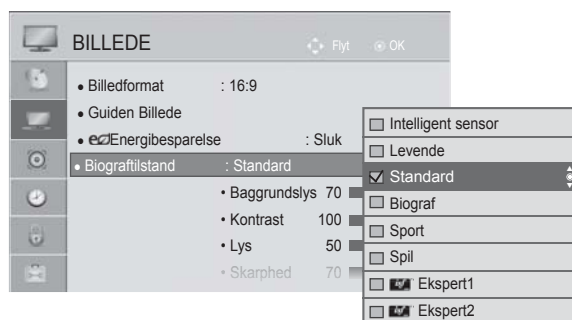 BILLEDE
Flyt
OK
• Billedformat : 16:9
• Guiden Billede
• eco Energibesparelse : Sluk
• Biograftilstand : Standard
• Baggrundslys 70
• Kontrast 100
• Lys 50
• Skarphed 70
Intelligent sensor
Levende
Standard
Biograf
Sport
Spil
Ekspert1
Ekspert2